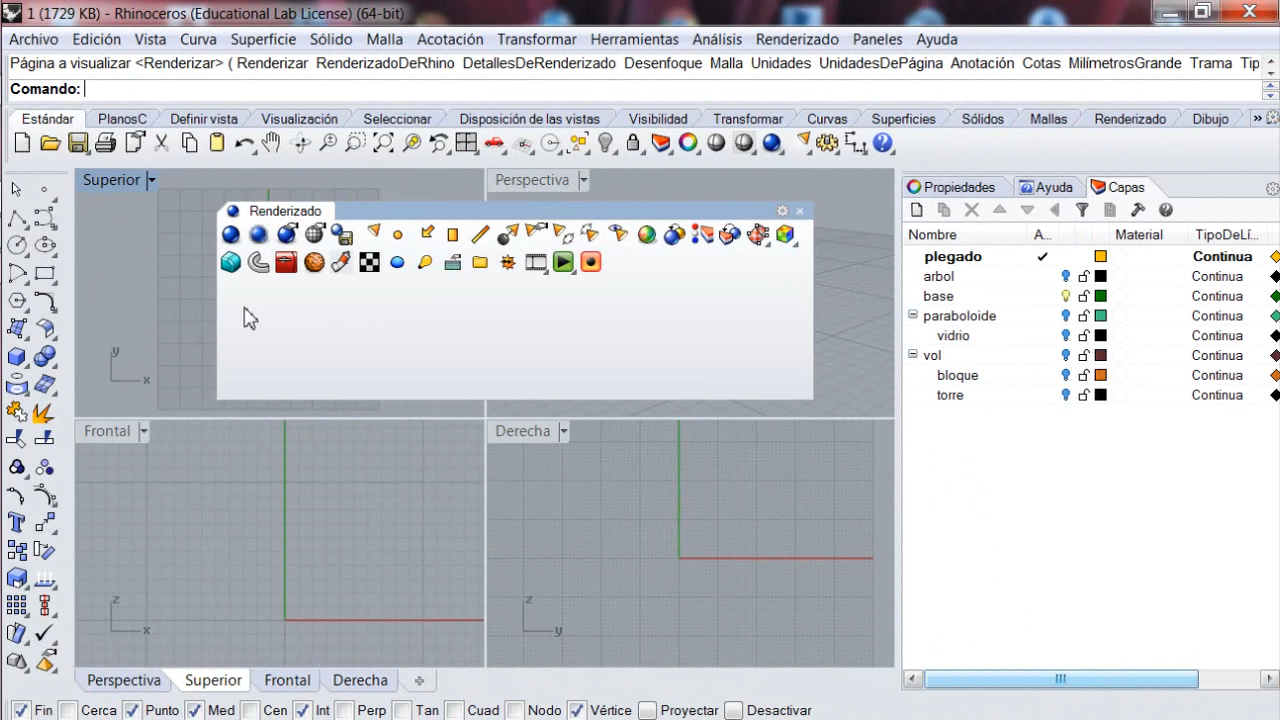 1 (1729 KB) - Rhinoceros (Educational Lab License) (64-bit)
Archivo Edición Vista Curva Superficie Sólido Malla Acotación Transformar Herramientas Análisis Renderizado Paneles Ayuda
Página a visualizar <Renderizar> ( Renderizar RenderizadoDeRhino DetallesDeRenderizado Desenfoque Malla Unidades UnidadesDePágina Anotación Cotas MilímetrosGrande Trama Tip
Comando:
Estándar PlanosC Definir vista Visualización Seleccionar Disposición de las vistas Visibilidad Transformar Curvas Superficies Sólidos Mallas Renderizado Dibujo »
Superior
Perspectiva
Propiedades Ayuda Capas
Renderizado
Nombre A... Material TipoDeLí...
plegado Continua
arbol Continua
base Continua
paraboloide Continua
vidrio Continua
vol Continua
bloque Continua
torre Continua
y
x
Frontal
Derecha
z
x
z
y
Perspectiva Superior Frontal Derecha
Fin Cerca Punto Med Cen Int Perp Tan Cuad Nodo Vértice Proyectar Desactivar